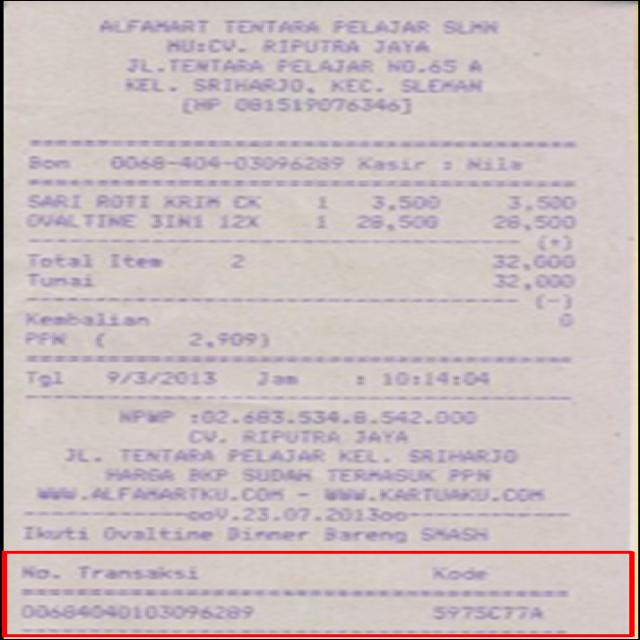 ALFAMART TENTARA PELAJAR SLMN
MU:CV. RIPUTRA JAYA
JL.TENTARA PELAJAR NO.65 A
KEL. SRIHARJO, KEC. SLEMAN
[HP 081519076346]
Bon 0068-404-03096289 Kasir : Nila
SARI ROTI KRIM CK 1 3,500 3,500
OVALTINE 3IN1 12X 1 28,500 28,500
(+)
Total Item 2 32,000
Tunai 32,000
(-)
Kembalian 0
PPN ( 2,909)
Tgl 9/3/2013 Jam : 10:14:04
NPWP :02.683.534.8.542.000
CV. RIPUTRA JAYA
JL. TENTARA PELAJAR KEL. SRIHARJO
HARGA BKP SUDAH TERMASUK PPN
WWW.ALFAMARTKU.COM - WWW.KARTUAKU.COM
ooV.23.07.2013oo
Ikuti Ovaltine Dinner Bareng SMASH
No. Transaksi Kode
00684040103096289 5975C77A